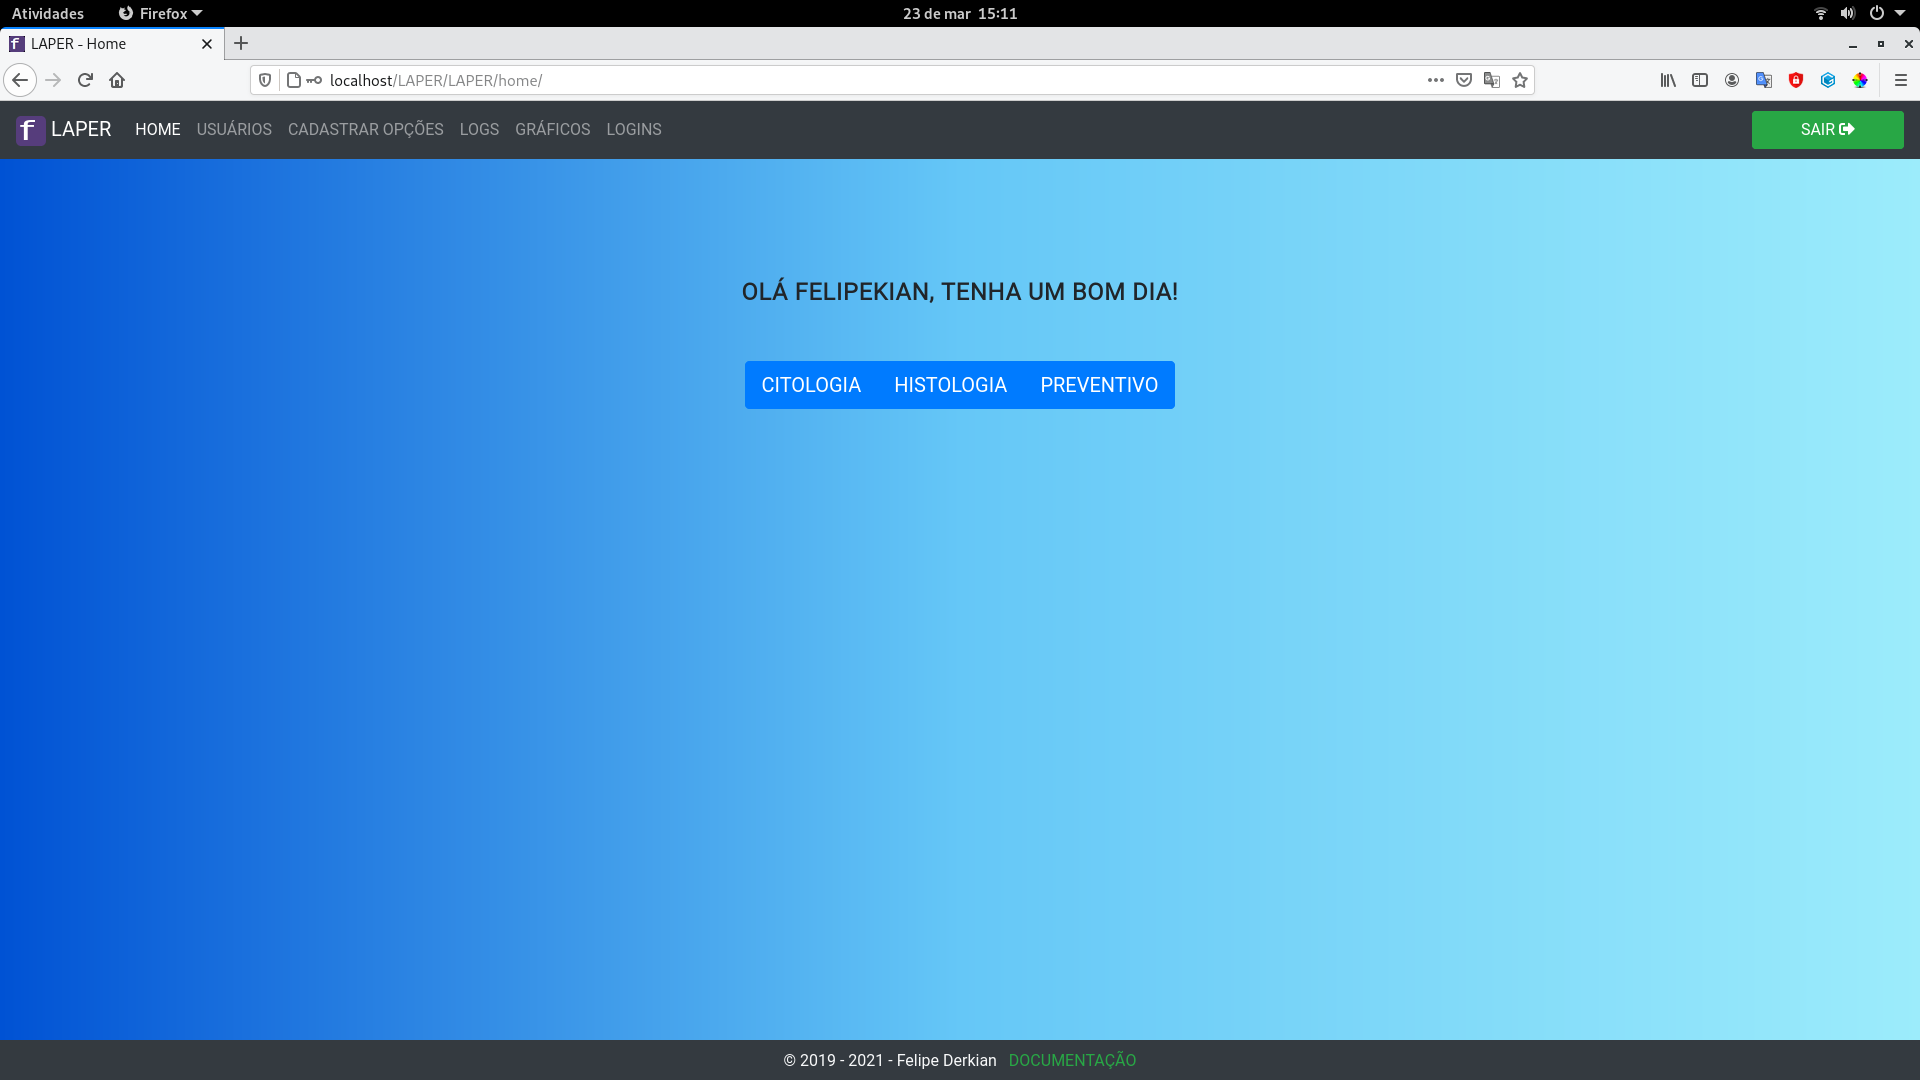 Atividades Firefox 23 de mar 15:11
LAPER - Home
localhost/LAPER/LAPER/home/
f LAPER HOME USUÁRIOS CADASTRAR OPÇÕES LOGS GRÁFICOS LOGINS SAIR
OLÁ FELIPEKIAN, TENHA UM BOM DIA!
CITOLOGIA HISTOLOGIA PREVENTIVO
© 2019 - 2021 - Felipe Derkian DOCUMENTAÇÃO